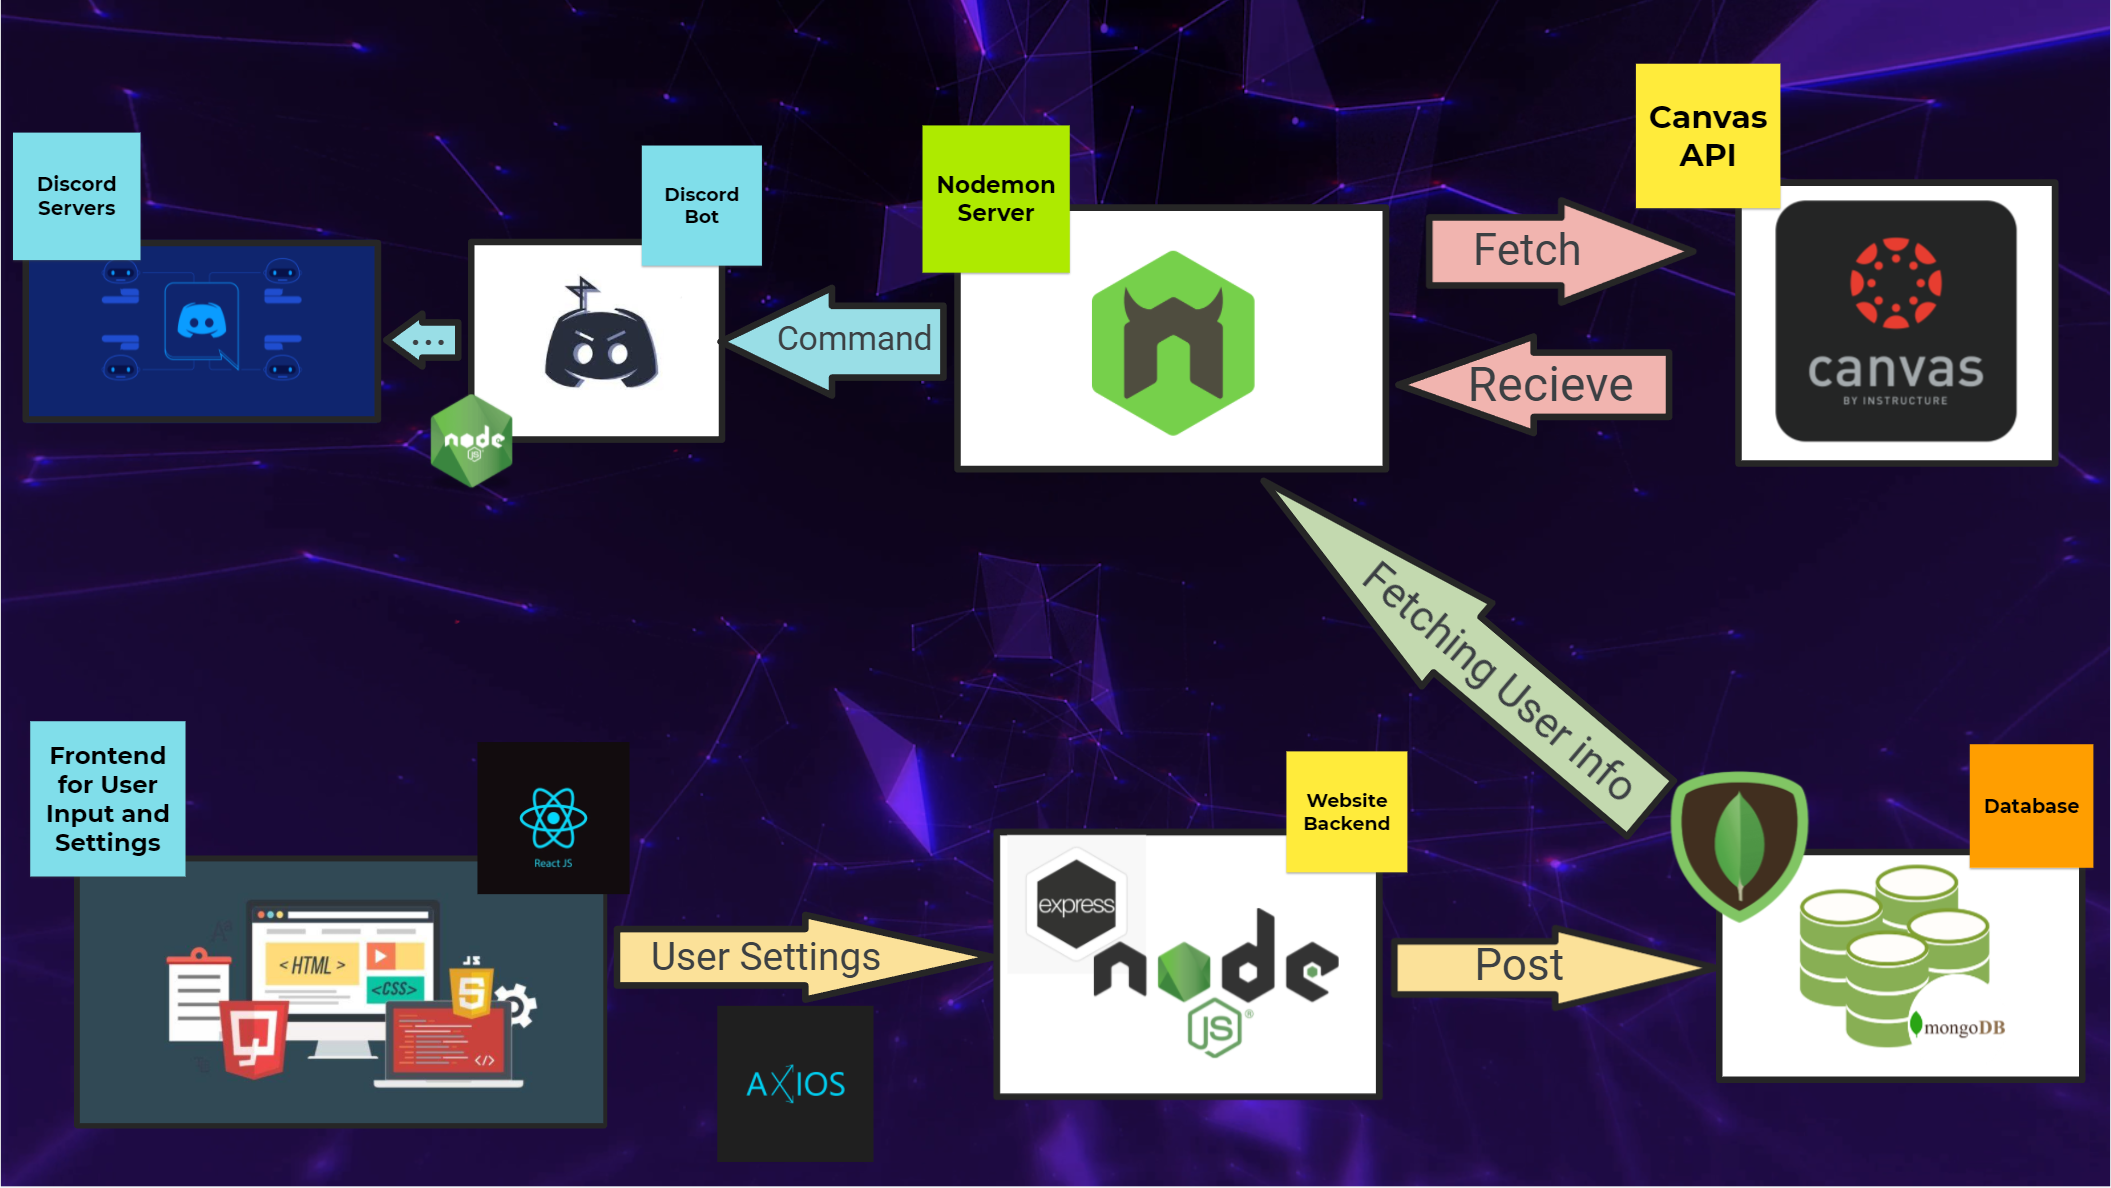 Discord
Servers
Discord
Bot
Nodemon
Server
Canvas
API
Fetch
Command
...
Recieve
canvas
BY INSTRUCTURE
node
JS
Fetching User info
Frontend
for User
Input and
Settings
React JS
Website
Backend
Database
< HTML >
<CSS>
JS
5
</>
User Settings
express
node
JS®
Post
mongoDB
AXIOS